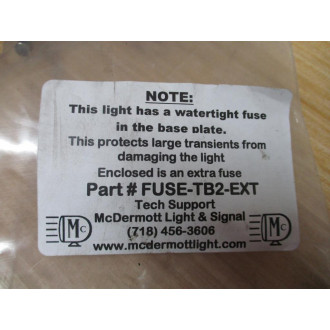 NOTE:
This light has a watertight fuse
in the base plate.
This protects large transients from
damaging the light
Enclosed is an extra fuse
Part # FUSE-TB2-EXT
Tech Support
McDermott Light & Signal
(718) 456-3606
www.mcdermottlight.com
Mc
Mc